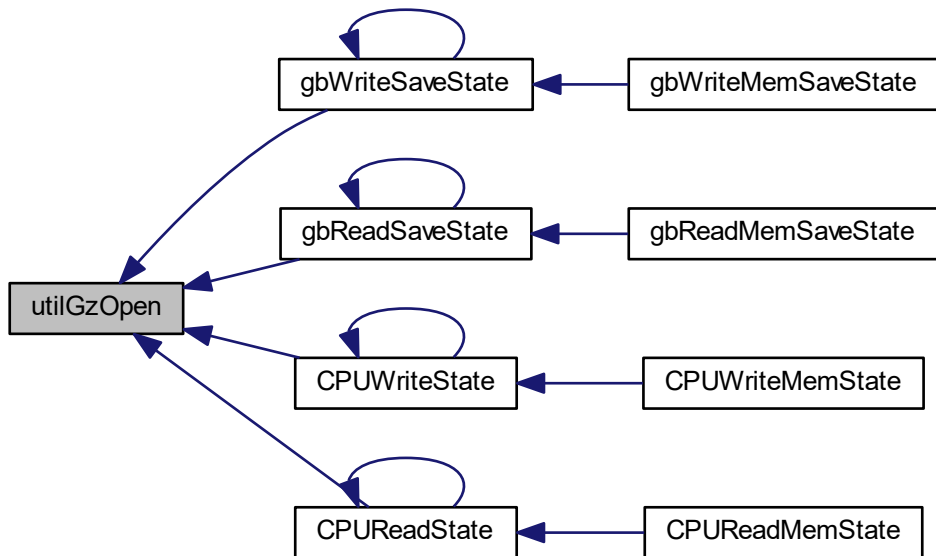 gbWriteSaveState
gbWriteMemSaveState
gbReadSaveState
gbReadMemSaveState
utilGzOpen
CPUWriteState
CPUWriteMemState
CPUReadState
CPUReadMemState